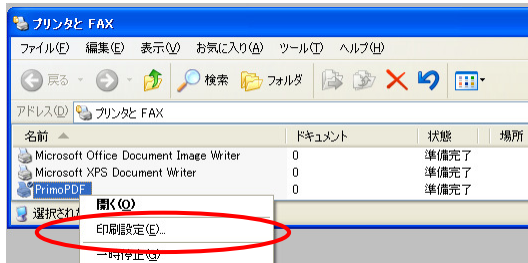 プリンタと FAX
ファイル(F) 編集(E) 表示(V) お気に入り(A) ツール(T) ヘルプ(H)
戻る 検索 フォルダ
アドレス(D) プリンタと FAX
名前 ドキュメント 状態 場所
Microsoft Office Document Image Writer 0 準備完了
Microsoft XPS Document Writer 0 準備完了
PrimoPDF 0 準備完了
開く(O)
選択され
印刷設定(E)...
一時停止(G)